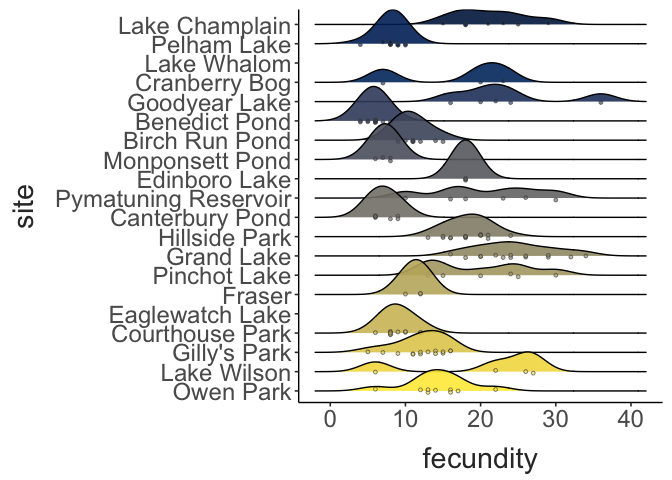 Lake Champlain
Pelham Lake
Lake Whalom
Cranberry Bog
Goodyear Lake
Benedict Pond
Birch Run Pond
Monponsett Pond
Edinboro Lake
Pymatuning Reservoir
Canterbury Pond
Hillside Park
Grand Lake
Pinchot Lake
Fraser
Eaglewatch Lake
Courthouse Park
Gilly's Park
Lake Wilson
Owen Park
site
0 10 20 30 40
fecundity